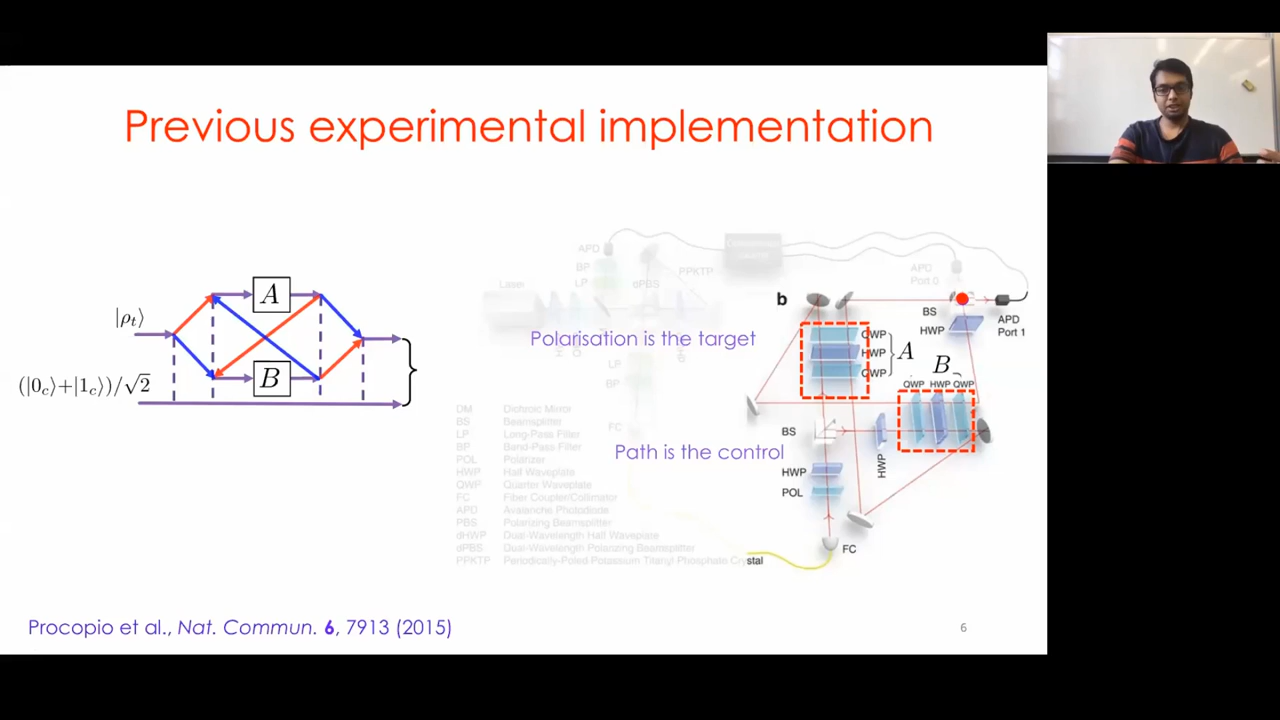 Previous experimental implementation
|ρt⟩
A
B
(|0c⟩+|1c⟩)/√2
APD
BP
LP
Laser
dPBS
PPKTP
APD
Port 0
b
BS
HWP
APD
Port 1
Polarisation is the target
QWP
HWP
QWP
A
B
QWP HWP QWP
LP
BP
FC
BS
HWP
Path is the control
HWP
POL
FC
DM Dichroic Mirror
BS Beamsplitter
LP Long-Pass Filter
BP Band-Pass Filter
POL Polarizer
HWP Half Waveplate
QWP Quarter Waveplate
FC Fiber Coupler/Collimator
APD Avalanche Photodiode
PBS Polarizing Beamsplitter
dHWP Dual-Wavelength Half Waveplate
dPBS Dual-Wavelength Polarizing Beamsplitter
PPKTP Periodically-Poled Potassium Titanyl Phosphate Crystal
Procopio et al., Nat. Commun. 6, 7913 (2015)
6